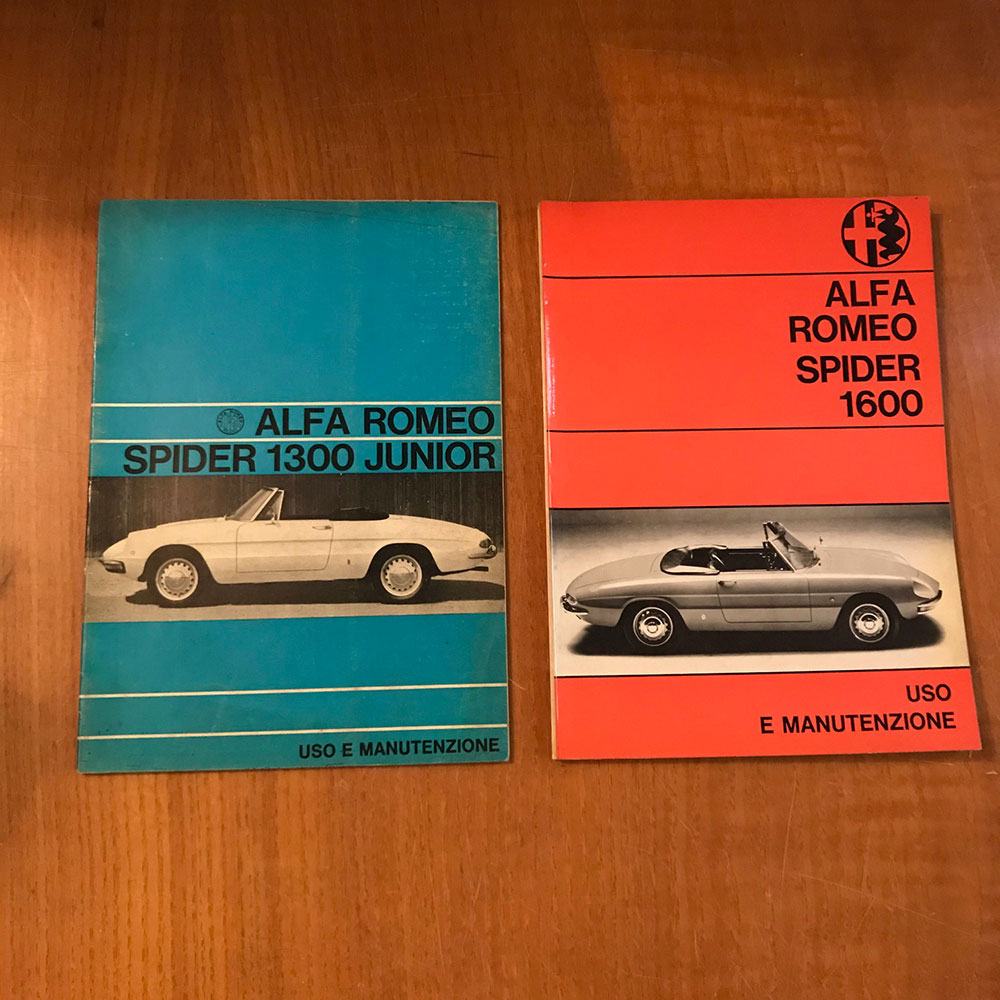 ALFA ROMEO
SPIDER 1300 JUNIOR
USO E MANUTENZIONE
ALFA
ROMEO
SPIDER
1600
USO
E MANUTENZIONE